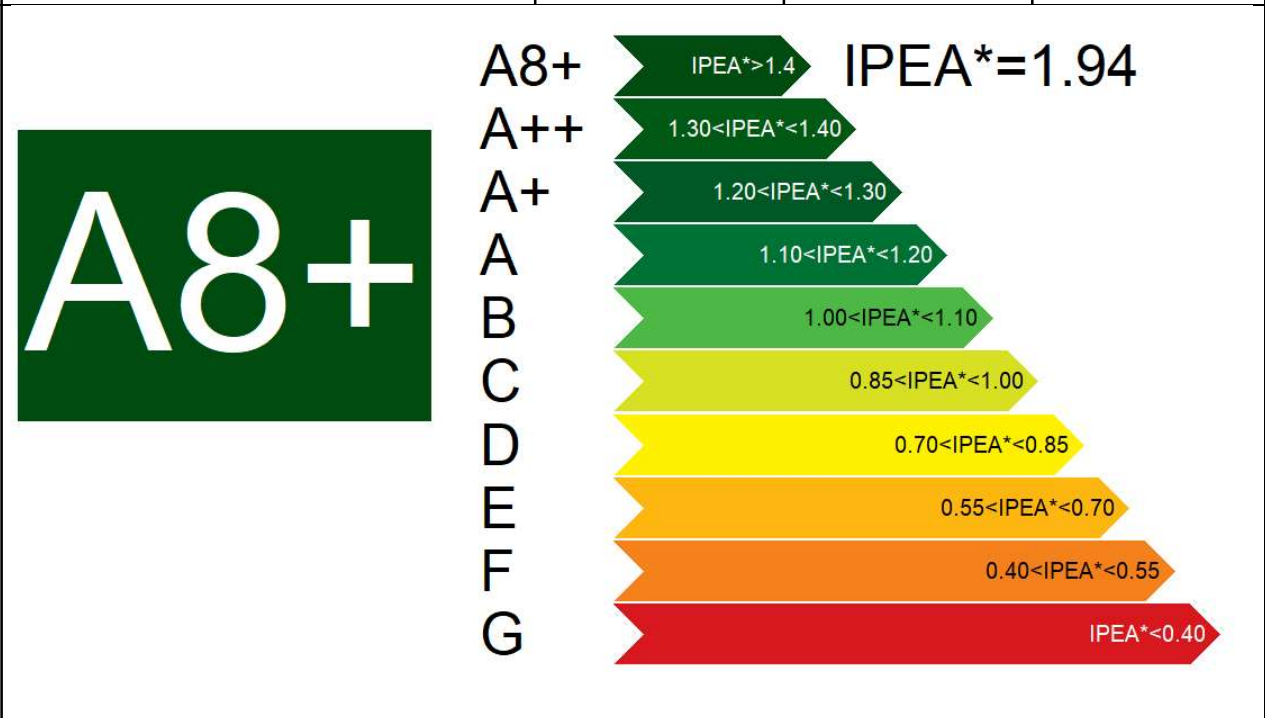 A8+
A8+ IPEA*>1.4 IPEA*=1.94
A++ 1.30<IPEA*<1.40
A+ 1.20<IPEA*<1.30
A 1.10<IPEA*<1.20
B 1.00<IPEA*<1.10
C 0.85<IPEA*<1.00
D 0.70<IPEA*<0.85
E 0.55<IPEA*<0.70
F 0.40<IPEA*<0.55
G IPEA*<0.40